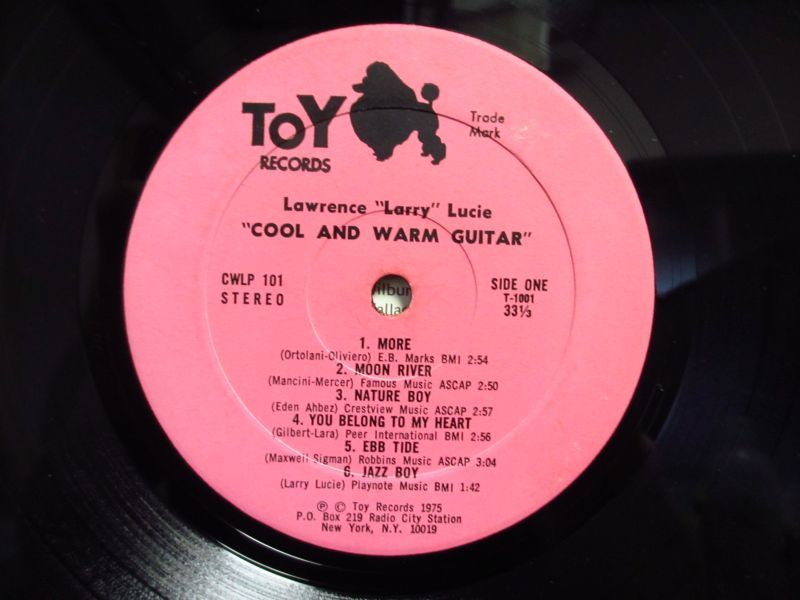 TOY
RECORDS
Trade
Mark
Lawrence "Larry" Lucie
"COOL AND WARM GUITAR"
CWLP 101
STEREO
SIDE ONE
T-1001
33⅓
1. MORE
(Ortolani-Oliviero) E.B. Marks BMI 2:54
2. MOON RIVER
(Mancini-Mercer) Famous Music ASCAP 2:50
3. NATURE BOY
(Eden Ahbez) Crestview Music ASCAP 2:57
4. YOU BELONG TO MY HEART
(Gilbert-Lara) Peer International BMI 2:56
5. EBB TIDE
(Maxwell Sigman) Robbins Music ASCAP 3:04
6. JAZZ BOY
(Larry Lucie) Playnote Music BMI 1:42
℗ © Toy Records 1975
P.O. Box 219 Radio City Station
New York, N.Y. 10019